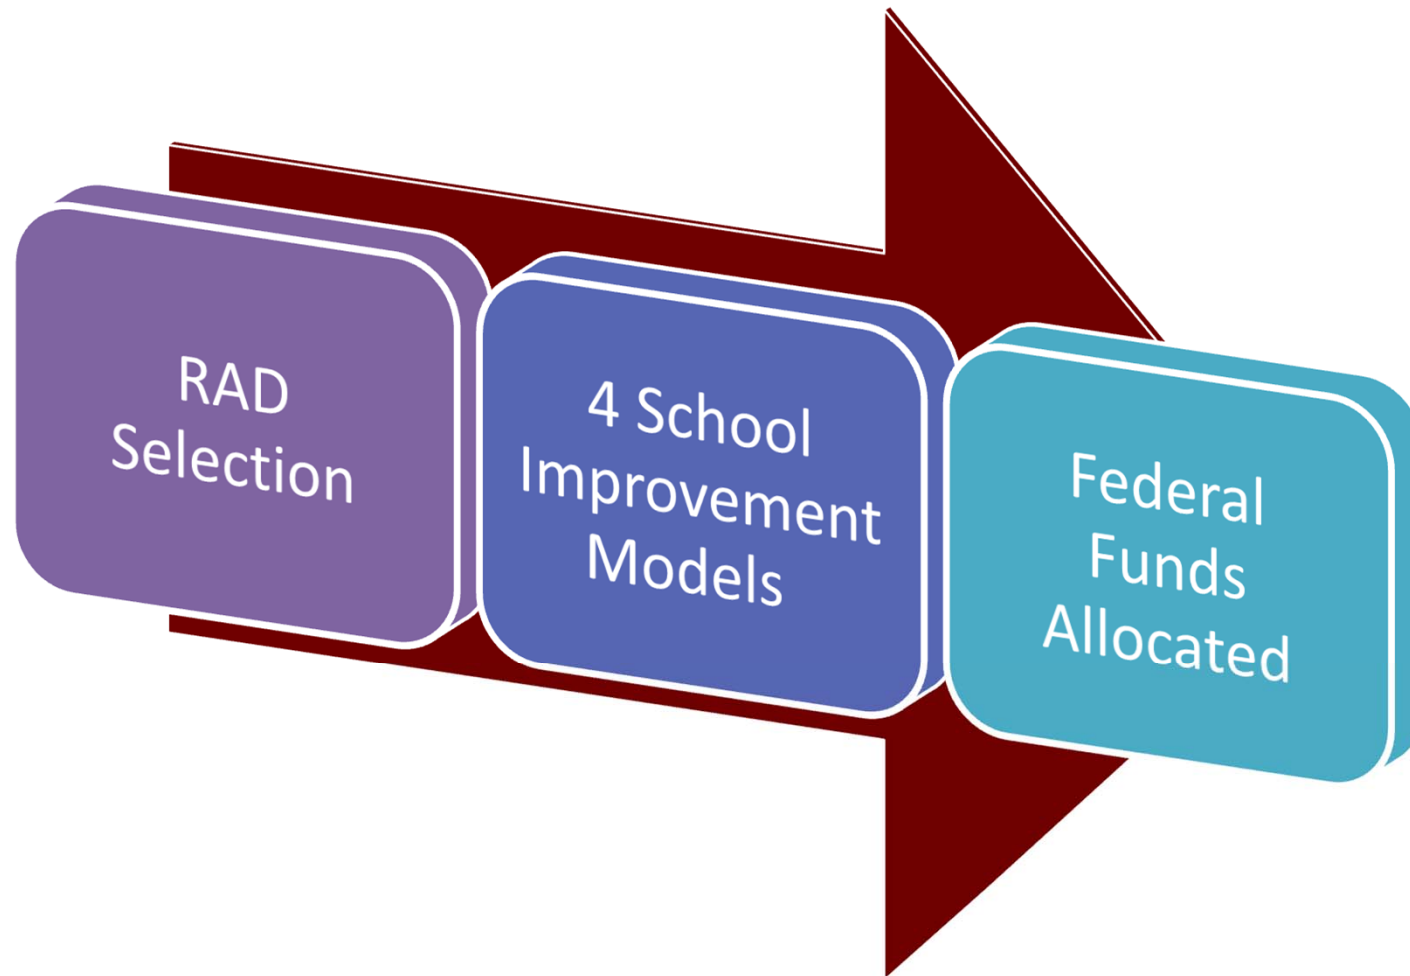 RAD
Selection
4 School
Improvement
Models
Federal
Funds
Allocated